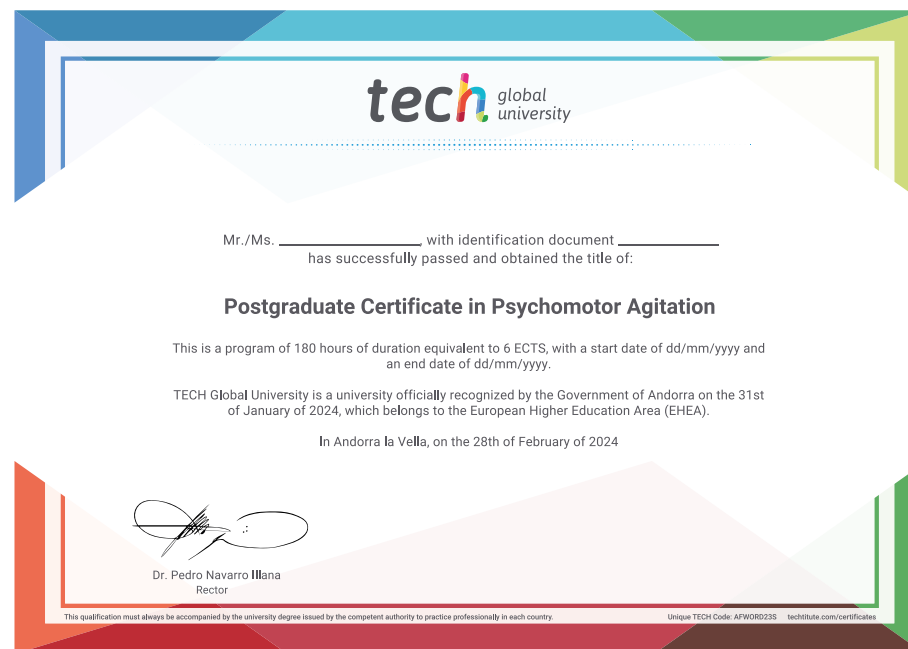 tech global university
Mr./Ms. ____________, with identification document ____________
has successfully passed and obtained the title of:
Postgraduate Certificate in Psychomotor Agitation
This is a program of 180 hours of duration equivalent to 6 ECTS, with a start date of dd/mm/yyyy and
an end date of dd/mm/yyyy.
TECH Global University is a university officially recognized by the Government of Andorra on the 31st
of January of 2024, which belongs to the European Higher Education Area (EHEA).
In Andorra la Vella, on the 28th of February of 2024
Dr. Pedro Navarro Illana
Rector
This qualification must always be accompanied by the university degree issued by the competent authority to practice professionally in each country.
Unique TECH Code: AFWORD23S techtitute.com/certificates